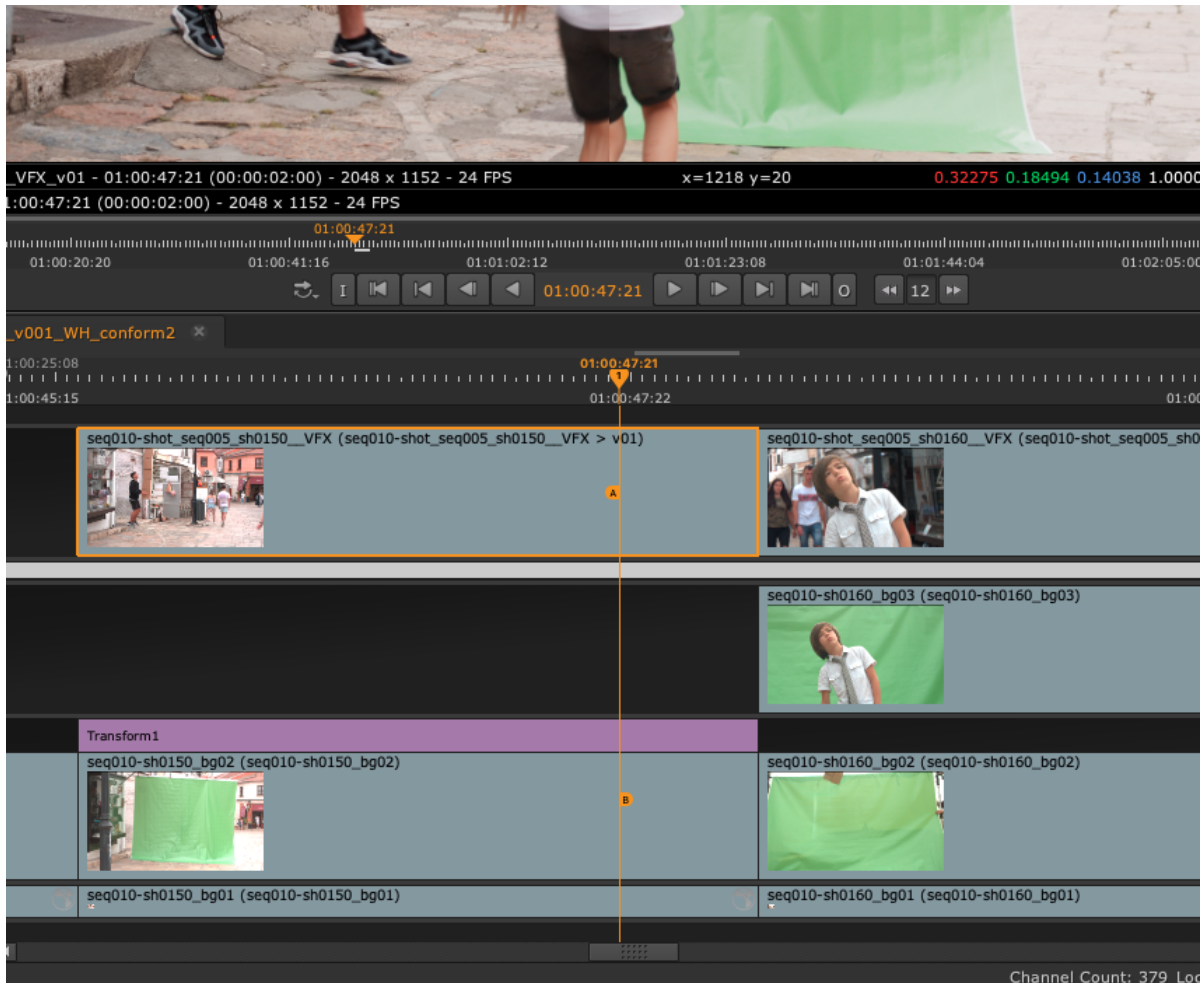 _VFX_v01 - 01:00:47:21 (00:00:02:00) - 2048 x 1152 - 24 FPS x=1218 y=20 0.32275 0.18494 0.14038 1.0000
1:00:47:21 (00:00:02:00) - 2048 x 1152 - 24 FPS
01:00:47:21
01:00:20:20 01:00:41:16 01:01:02:12 01:01:23:08 01:01:44:04 01:02:05:00
I 01:00:47:21 O 12
_v001_WH_conform2
1:00:25:08 01:00:47:21
1
1:00:45:15 01:00:47:22 01:00
seq010-shot_seq005_sh0150__VFX (seq010-shot_seq005_sh0150__VFX > v01) seq010-shot_seq005_sh0160__VFX (seq010-shot_seq005_sh0
A
seq010-sh0160_bg03 (seq010-sh0160_bg03)
Transform1
seq010-sh0150_bg02 (seq010-sh0150_bg02) seq010-sh0160_bg02 (seq010-sh0160_bg02)
B
seq010-sh0150_bg01 (seq010-sh0150_bg01) seq010-sh0160_bg01 (seq010-sh0160_bg01)
Channel Count: 379 Loc